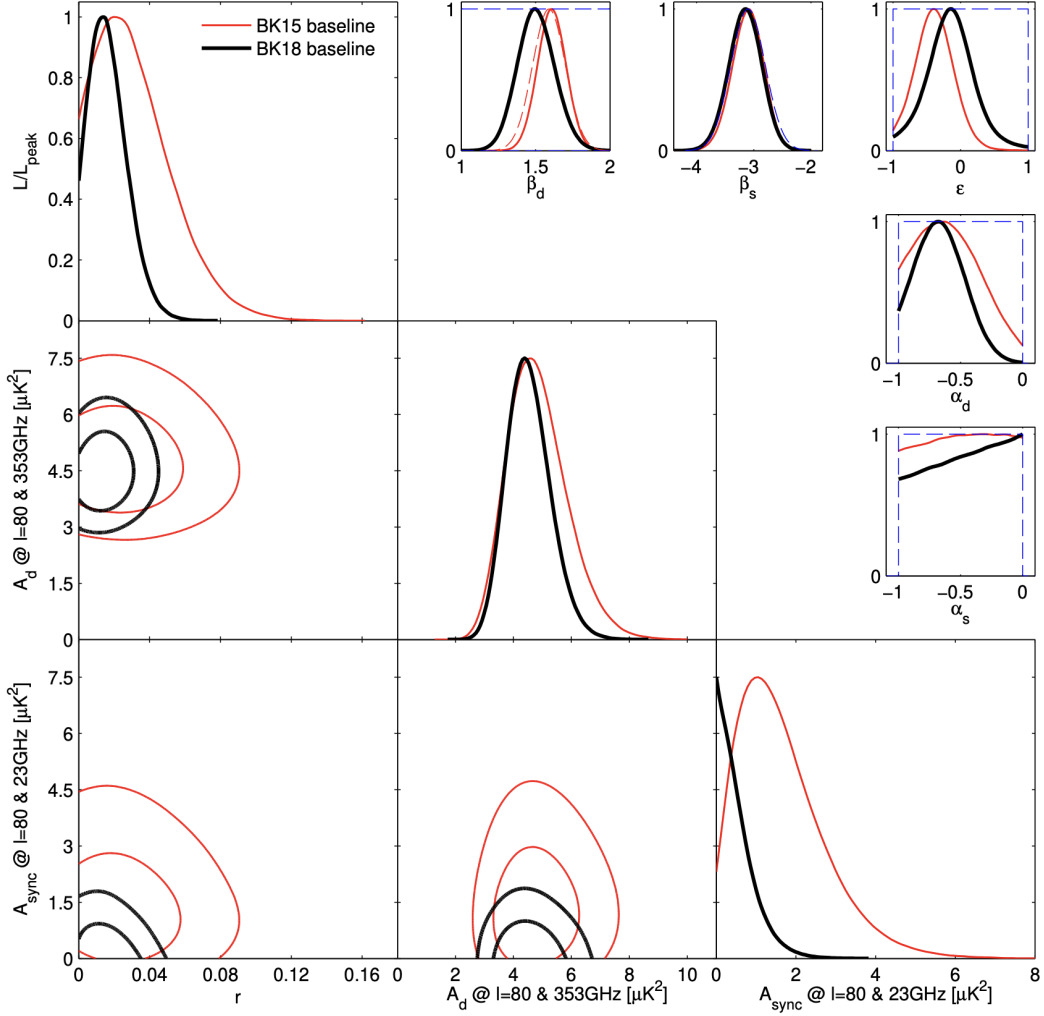 BK15 baseline
BK18 baseline
L/L_peak
1
0.8
0.6
0.4
0.2
0
1
0
1 1.5 2
β_d
1
0
−4 −3 −2
β_s
1
0
−1 0 1
ε
1
0
−1 −0.5 0
α_d
1
0
−1 −0.5 0
α_s
A_d @ l=80 & 353GHz [µK²]
7.5
6
4.5
3
1.5
0
A_sync @ l=80 & 23GHz [µK²]
7.5
4.5
3
1.5
0
0 0.04 0.08 0.12 0.16
r
0 2 4 6 8 10
A_d @ l=80 & 353GHz [µK²]
0 2 4 6 8
A_sync @ l=80 & 23GHz [µK²]